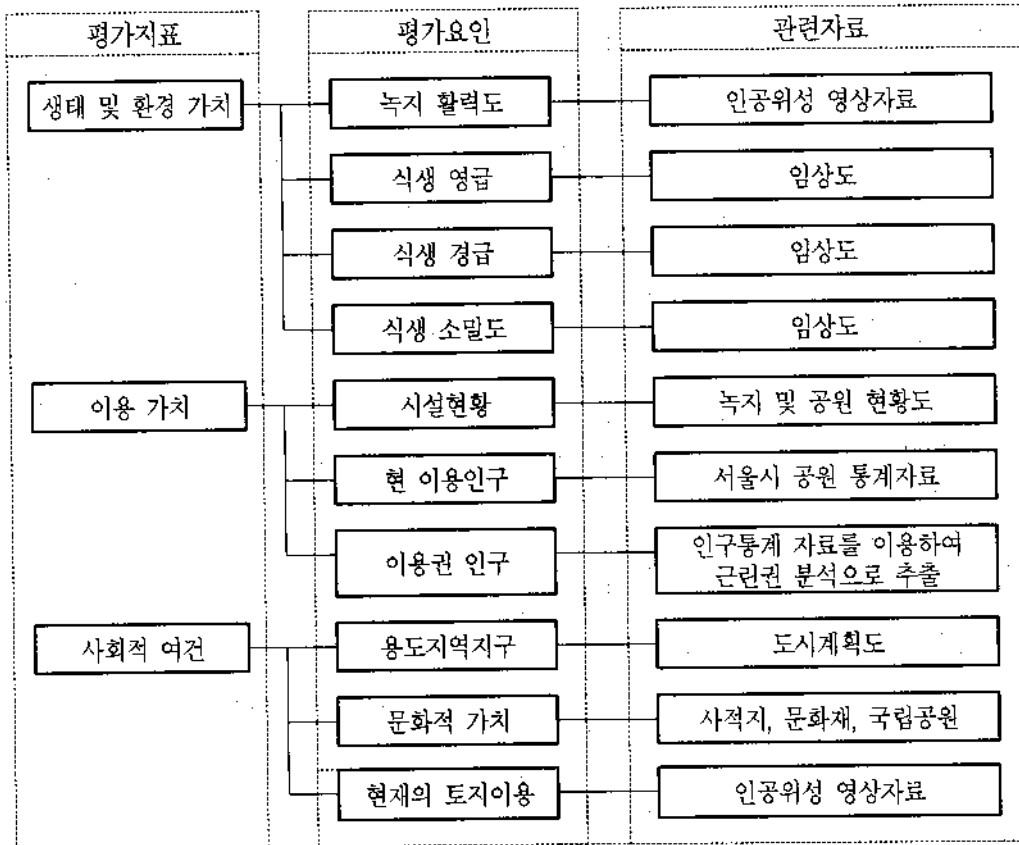 평가지표 평가요인 관련자료
생태 및 환경 가치 녹지 활력도 인공위성 영상자료
식생 영급 임상도
식생 경급 임상도
식생 소밀도 임상도
이용 가치 시설현황 녹지 및 공원 현황도
현 이용인구 서울시 공원 통계자료
이용권 인구 인구통계 자료를 이용하여
근린권 분석으로 추출
사회적 여건 용도지역지구 도시계획도
문화적 가치 사적지, 문화재, 국립공원
현재의 토지이용 인공위성 영상자료